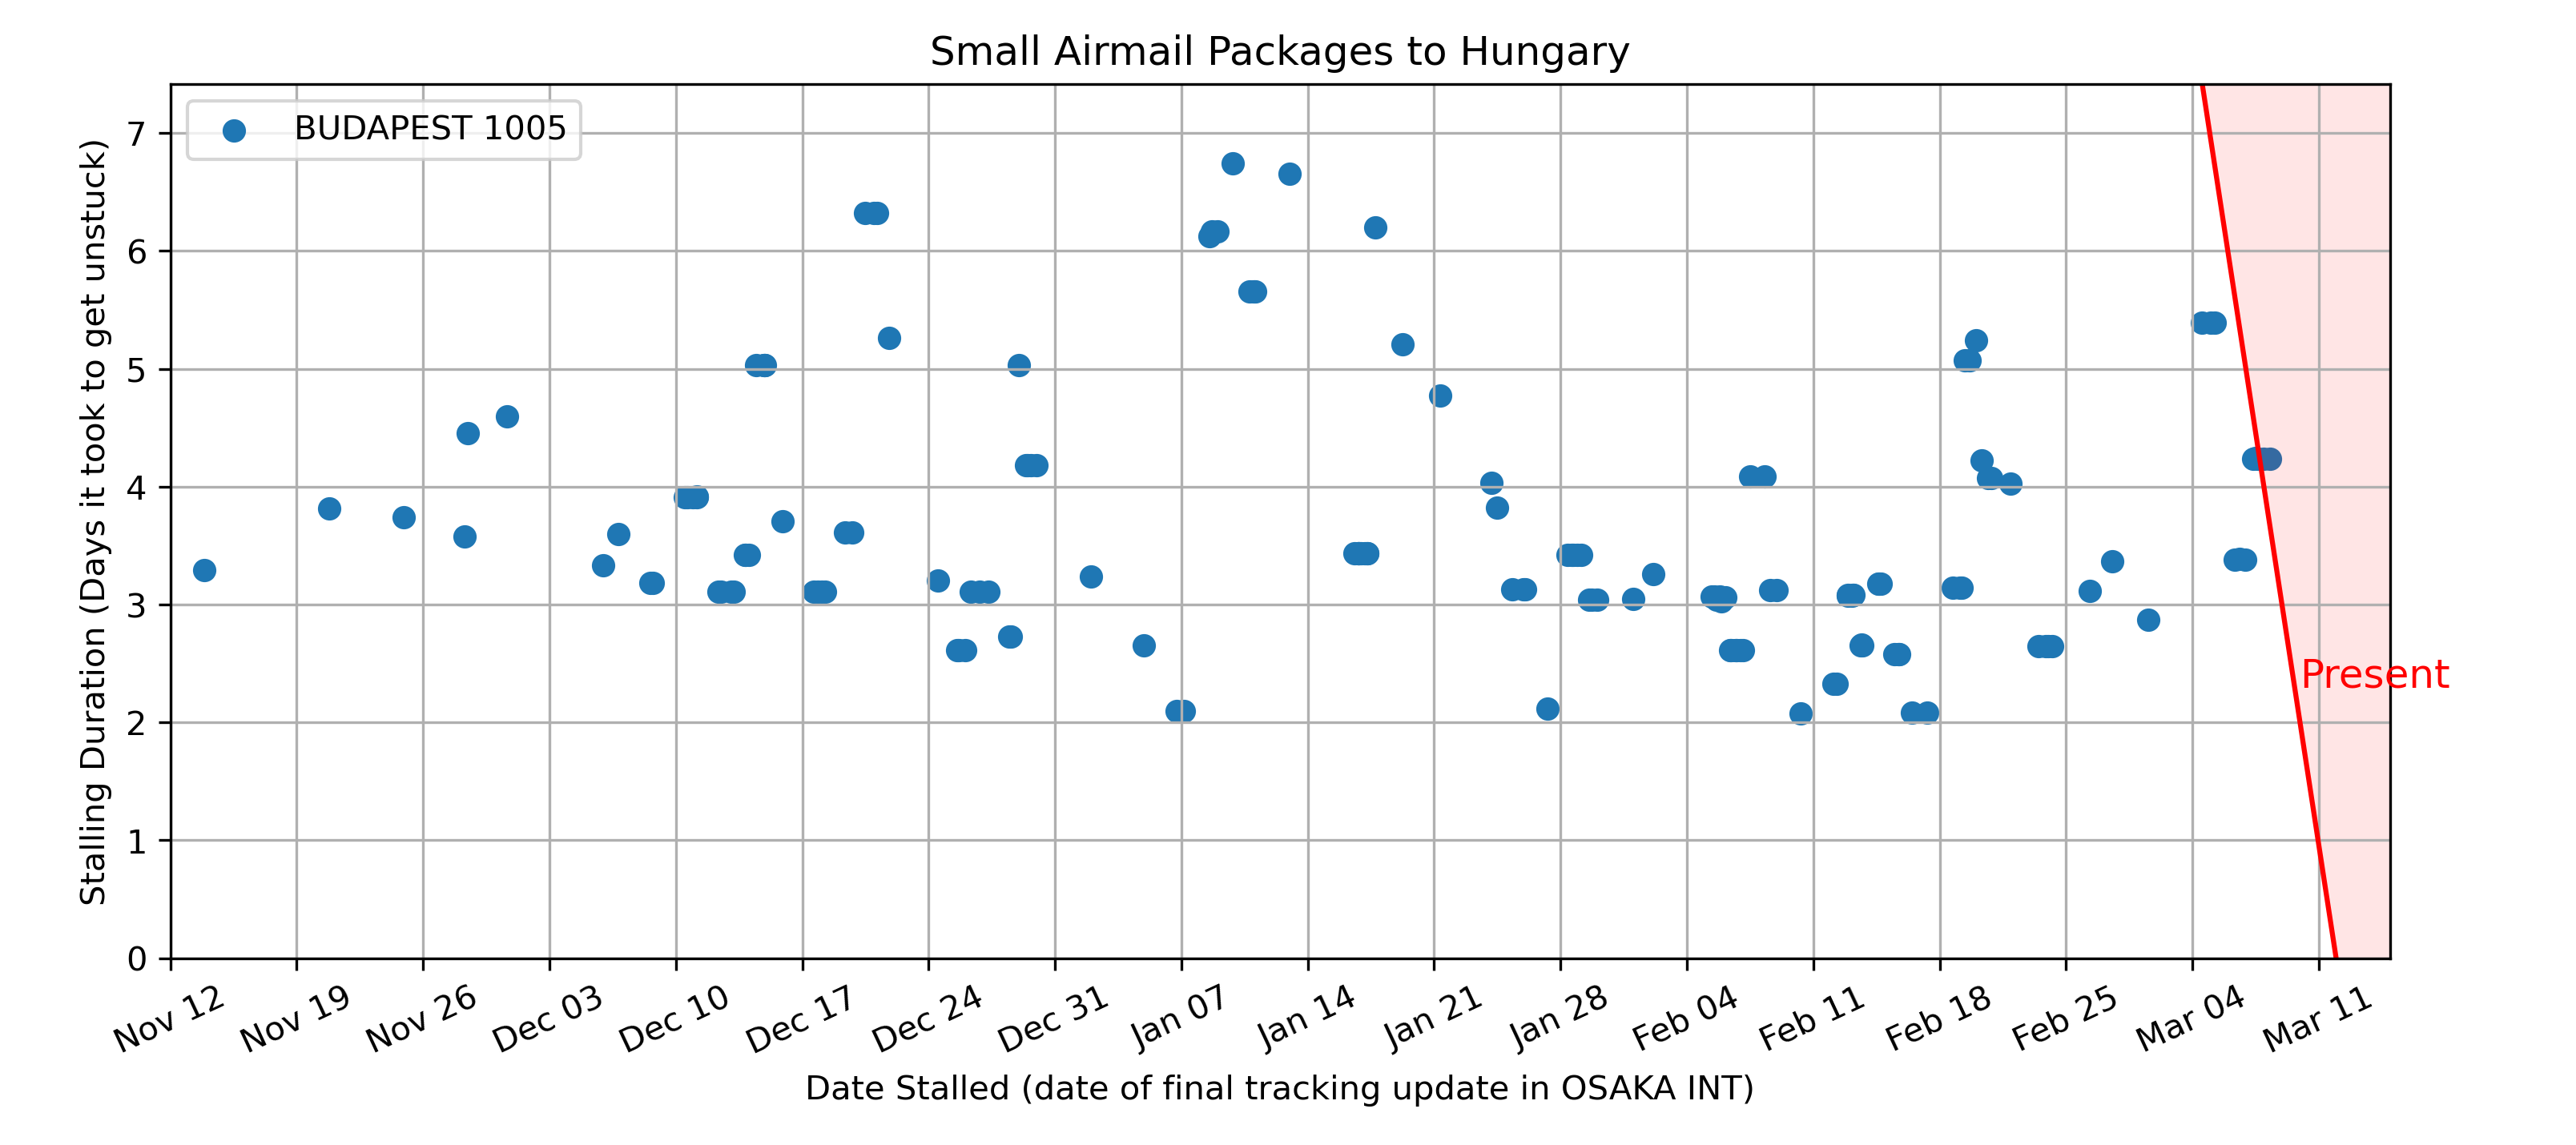 Small Airmail Packages to Hungary
BUDAPEST 1005
Stalling Duration (Days it took to get unstuck)
7
6
5
4
3
2
1
0
Present
Nov 12
Nov 19
Nov 26
Dec 03
Dec 10
Dec 17
Dec 24
Dec 31
Jan 07
Jan 14
Jan 21
Jan 28
Feb 04
Feb 11
Feb 18
Feb 25
Mar 04
Mar 11
Date Stalled (date of final tracking update in OSAKA INT)